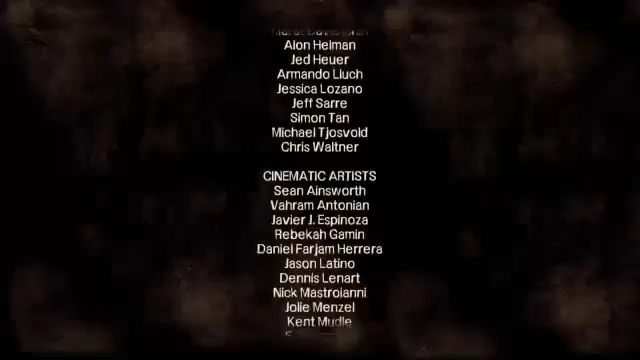 Alon Helman
Jed Heuer
Armando Lluch
Jessica Lozano
Jeff Sarre
Simon Tan
Michael Tjosvold
Chris Waltner
CINEMATIC ARTISTS
Sean Ainsworth
Vahram Antonian
Javier J. Espinoza
Rebekah Gamin
Daniel Farjam Herrera
Jason Latino
Dennis Lenart
Nick Mastroianni
Jolie Menzel
Kent Mudle